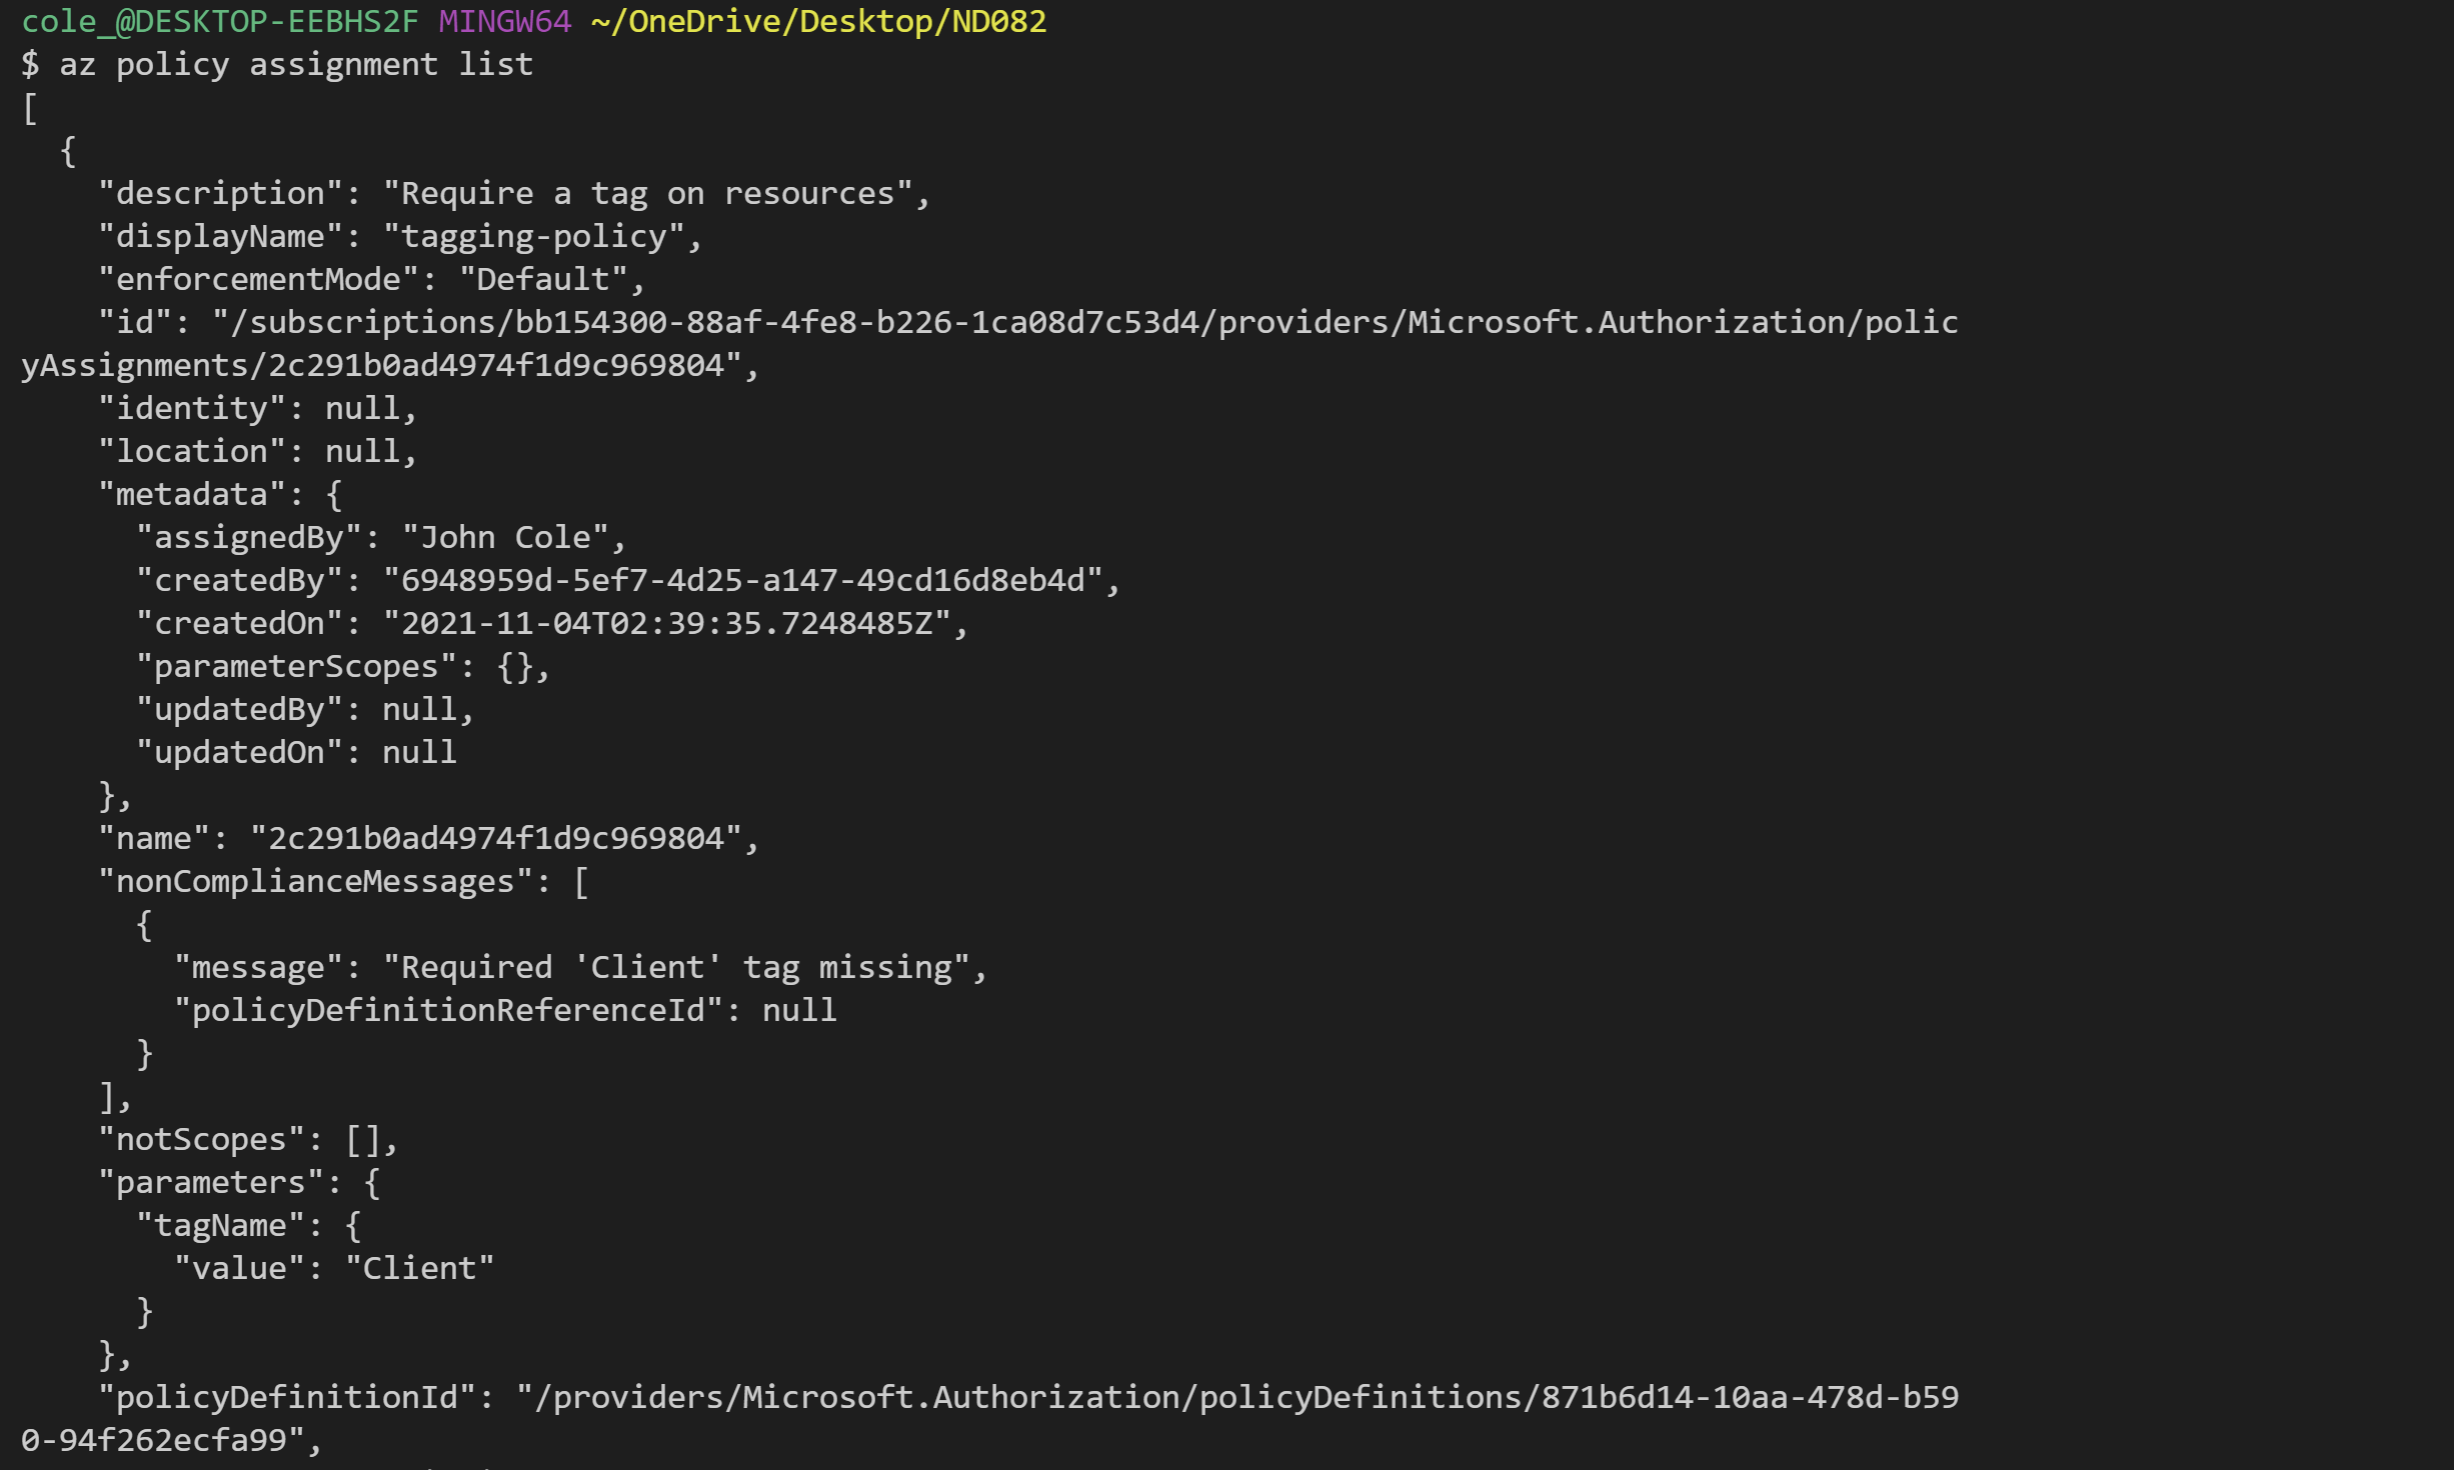 cole_@DESKTOP-EEBHS2F MINGW64 ~/OneDrive/Desktop/ND082
$ az policy assignment list
[
  {
    "description": "Require a tag on resources",
    "displayName": "tagging-policy",
    "enforcementMode": "Default",
    "id": "/subscriptions/bb154300-88af-4fe8-b226-1ca08d7c53d4/providers/Microsoft.Authorization/polic
yAssignments/2c291b0ad4974f1d9c969804",
    "identity": null,
    "location": null,
    "metadata": {
      "assignedBy": "John Cole",
      "createdBy": "6948959d-5ef7-4d25-a147-49cd16d8eb4d",
      "createdOn": "2021-11-04T02:39:35.7248485Z",
      "parameterScopes": {},
      "updatedBy": null,
      "updatedOn": null
    },
    "name": "2c291b0ad4974f1d9c969804",
    "nonComplianceMessages": [
      {
        "message": "Required 'Client' tag missing",
        "policyDefinitionReferenceId": null
      }
    ],
    "notScopes": [],
    "parameters": {
      "tagName": {
        "value": "Client"
      }
    },
    "policyDefinitionId": "/providers/Microsoft.Authorization/policyDefinitions/871b6d14-10aa-478d-b59
0-94f262ecfa99",